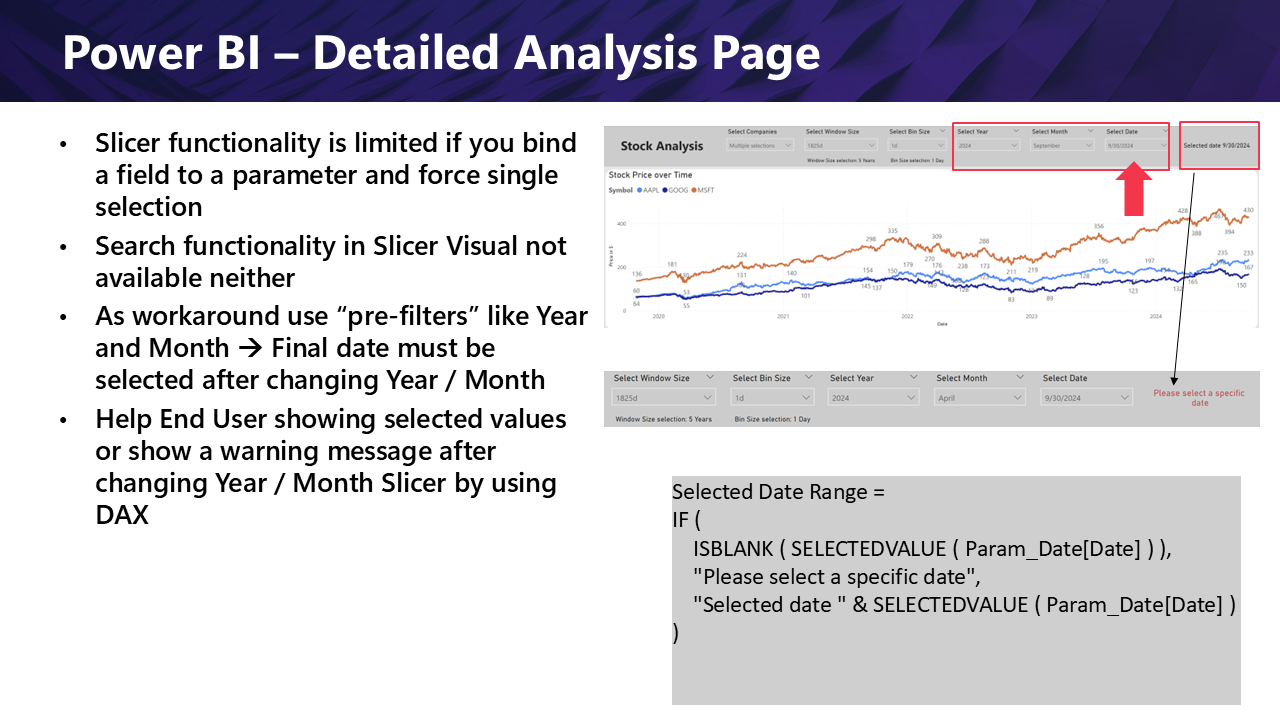 Power BI – Detailed Analysis Page
• Slicer functionality is limited if you bind
a field to a parameter and force single
selection
• Search functionality in Slicer Visual not
available neither
• As workaround use “pre-filters” like Year
and Month → Final date must be
selected after changing Year / Month
• Help End User showing selected values
or show a warning message after
changing Year / Month Slicer by using
DAX
Stock Analysis
Select Companies
Multiple selections
Select Window Size
1825d
Window Size selection: 5 Years
Select Bin Size
1d
Bin Size selection: 1 Day
Select Year
2024
Select Month
September
Select Date
9/30/2024
Selected date 9/30/2024
Stock Price over Time
Symbol AAPL GOOG MSFT
Price in $
400
200
0
136
60
64
181
53
55
224
131
140
101
298
154
145
137
335
150
179
270
309
176
238
288
173
211
83
219
89
128
356
195
123
197
428
388
165
394
235
430
233
167
150
2020
2021
2022
2023
2024
Date
Select Window Size
1825d
Window Size selection: 5 Years
Select Bin Size
1d
Bin Size selection: 1 Day
Select Year
2024
Select Month
April
Select Date
9/30/2024
Please select a specific
date
Selected Date Range =
IF (
ISBLANK ( SELECTEDVALUE ( Param_Date[Date] ) ),
"Please select a specific date",
"Selected date " & SELECTEDVALUE ( Param_Date[Date] )
)